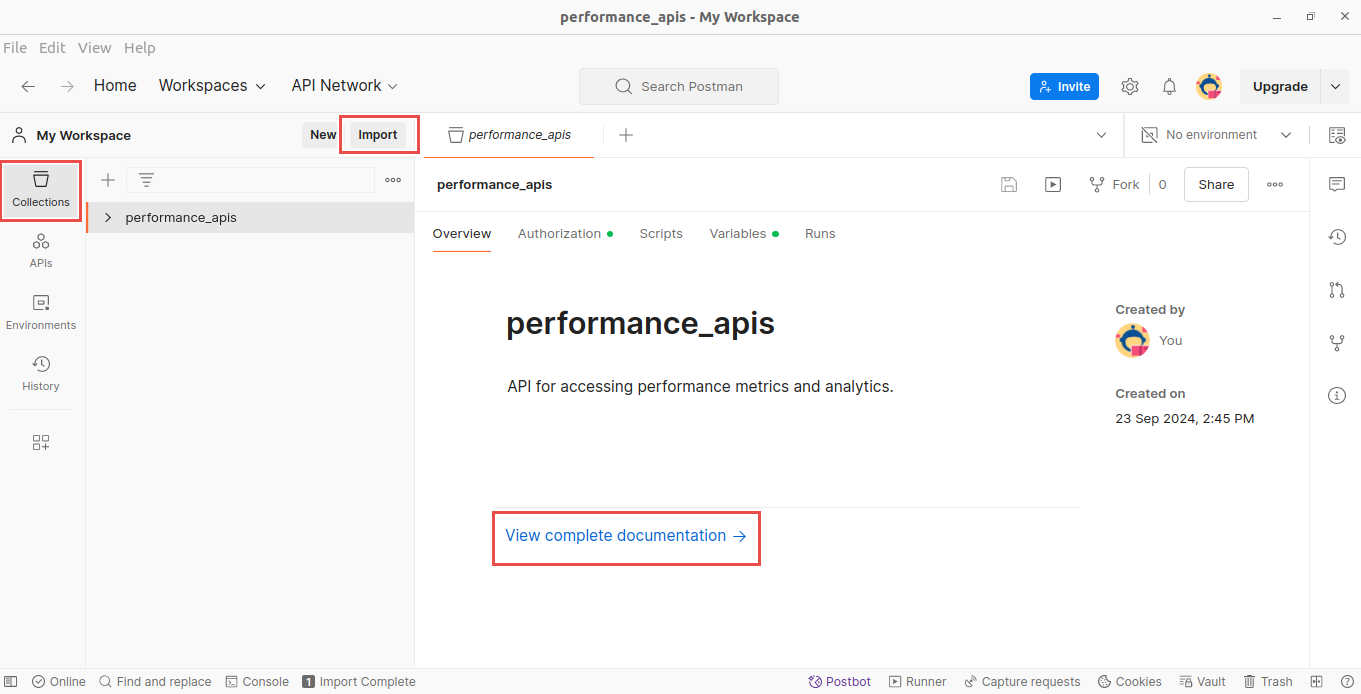 performance_apis - My Workspace
File Edit View Help
Home Workspaces API Network Search Postman Invite Upgrade
My Workspace New Import performance_apis No environment
Collections
performance_apis
APIs
Environments
History
performance_apis Fork 0 Share
Overview Authorization Scripts Variables Runs
performance_apis
API for accessing performance metrics and analytics.
View complete documentation →
Created by
You
Created on
23 Sep 2024, 2:45 PM
Online Find and replace Console 1 Import Complete Postbot Runner Capture requests Cookies Vault Trash